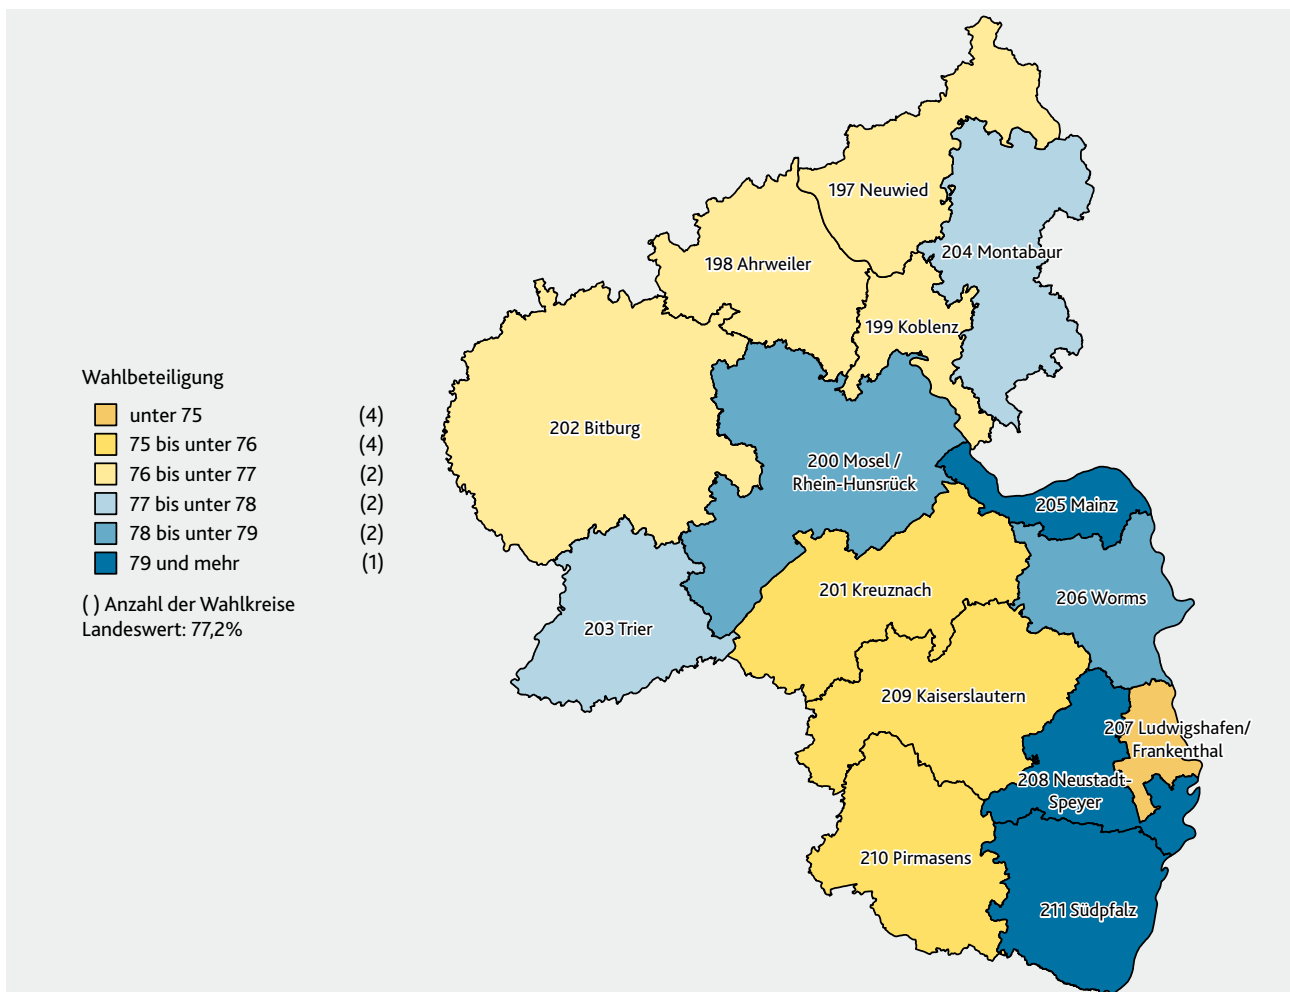 197 Neuwied
204 Montabaur
198 Ahrweiler
199 Koblenz
Wahlbeteiligung
unter 75 (4)
75 bis unter 76 (4)
76 bis unter 77 (2)
77 bis unter 78 (2)
78 bis unter 79 (2)
79 und mehr (1)
( ) Anzahl der Wahlkreise
Landeswert: 77,2%
202 Bitburg
200 Mosel /
Rhein-Hunsrück
205 Mainz
201 Kreuznach
206 Worms
203 Trier
209 Kaiserslautern
207 Ludwigshafen/
Frankenthal
208 Neustadt-
Speyer
210 Pirmasens
211 Südpfalz